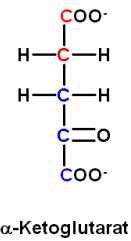 COO-
H C H
H C H
C O
COO-
α-Ketoglutarat